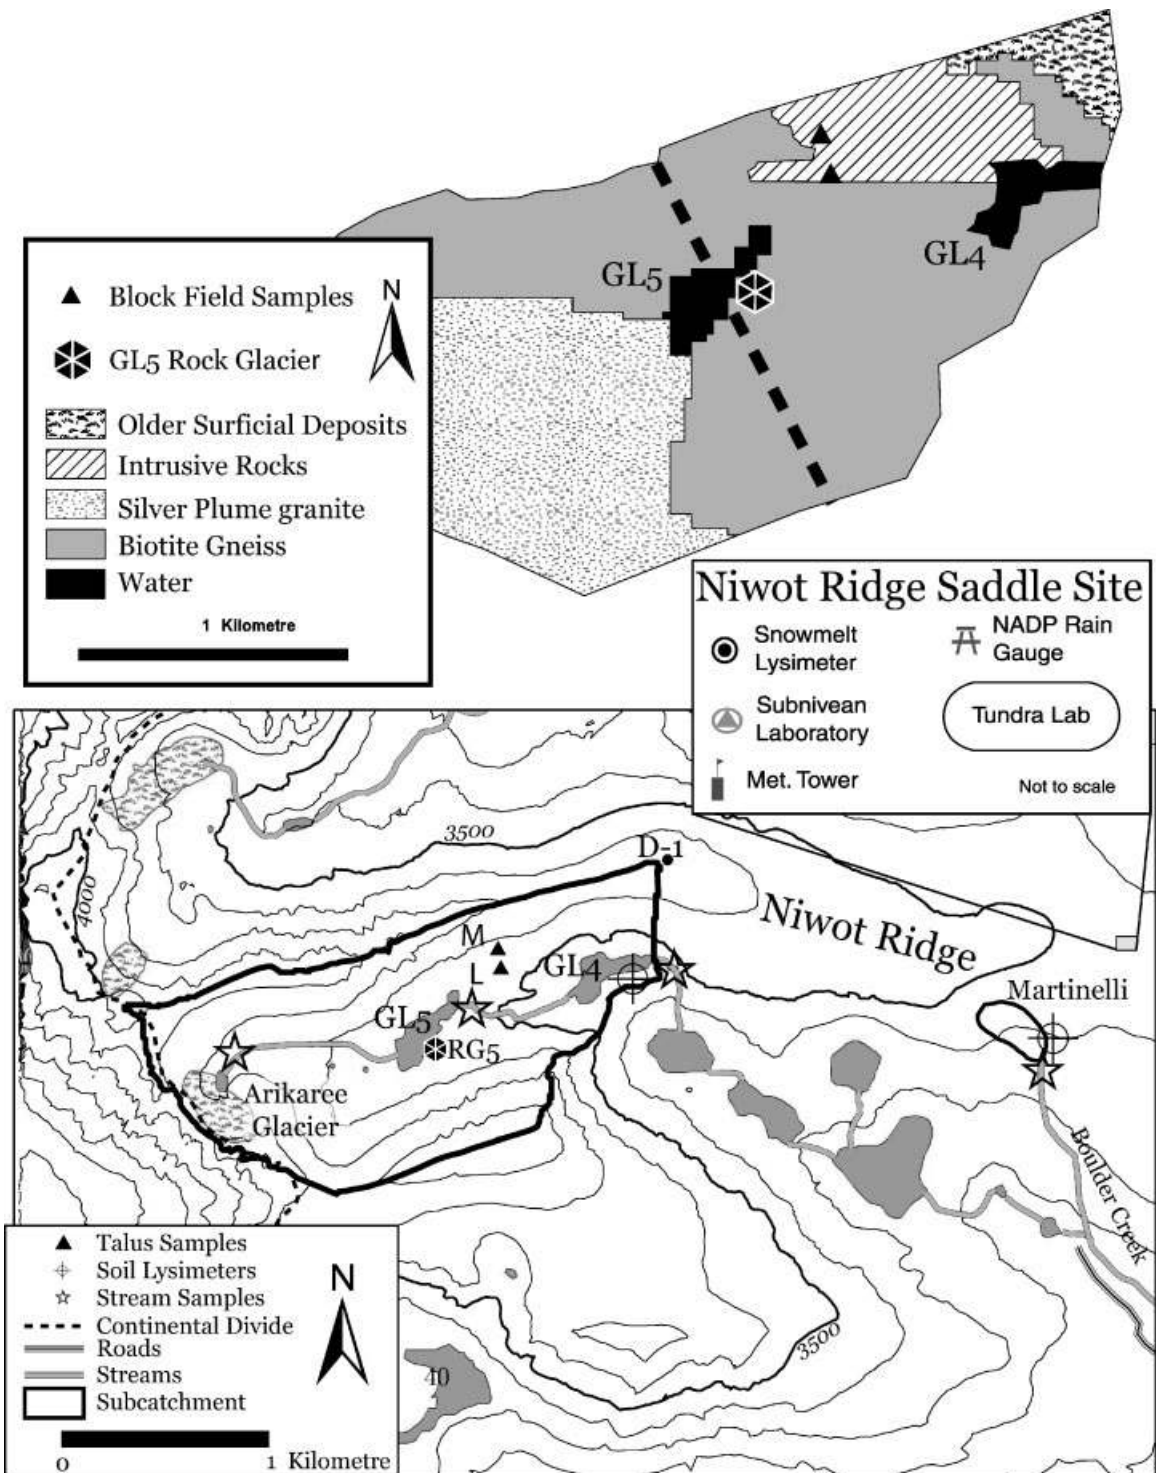 GL5
GL4
N
Block Field Samples
GL5 Rock Glacier
Older Surficial Deposits
Intrusive Rocks
Silver Plume granite
Biotite Gneiss
Water
1 Kilometre
Niwot Ridge Saddle Site
Snowmelt
Lysimeter
NADP Rain
Gauge
Subnivean
Laboratory
Tundra Lab
Met. Tower
Not to scale
3500
D-1
4000
Niwot Ridge
M
L
GL4
GL5
RG5
Martinelli
Arikaree
Glacier
Boulder Creek
3500
40
Talus Samples
Soil Lysimeters
Stream Samples
Continental Divide
Roads
Streams
Subcatchment
N
0 1 Kilometre